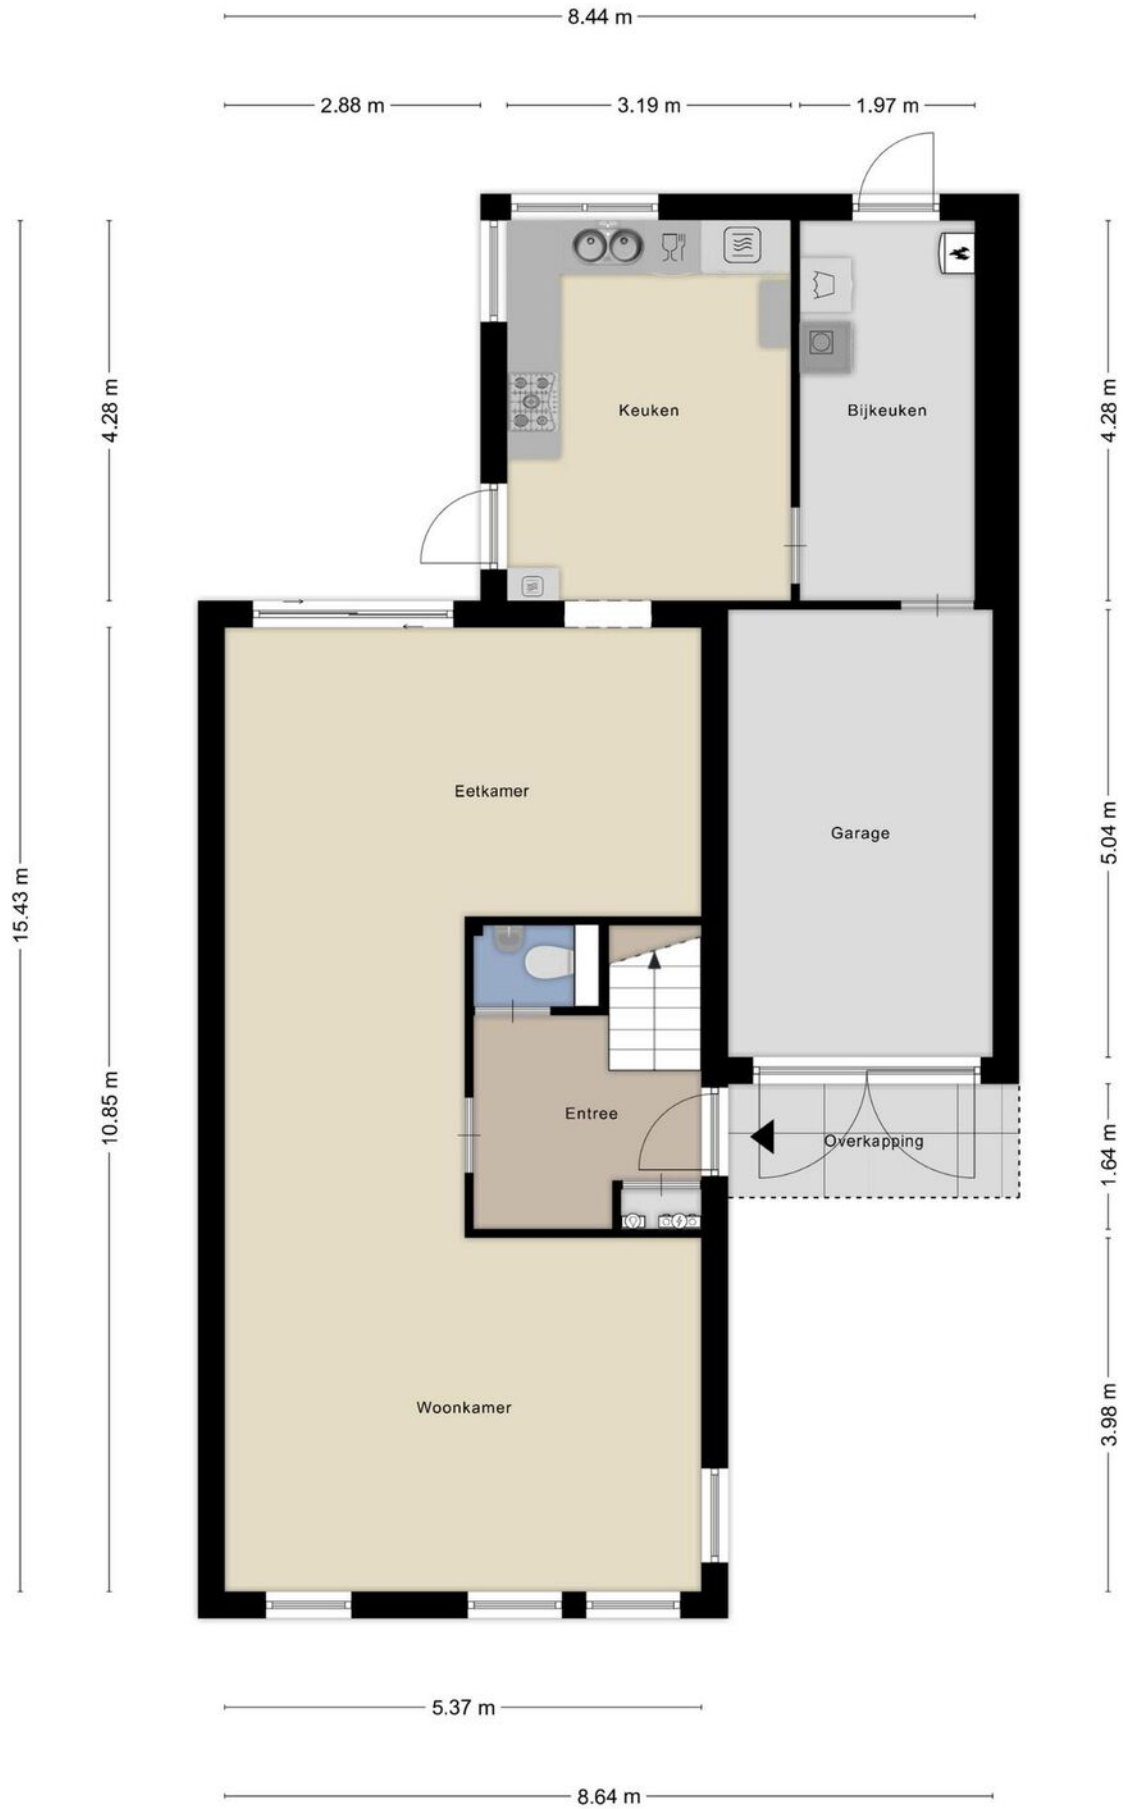 8.44 m
2.88 m
3.19 m
1.97 m
4.28 m
4.28 m
Keuken
Bijkeuken
Eetkamer
Garage
5.04 m
15.43 m
10.85 m
Entree
Overkapping
1.64 m
Woonkamer
3.98 m
5.37 m
8.64 m